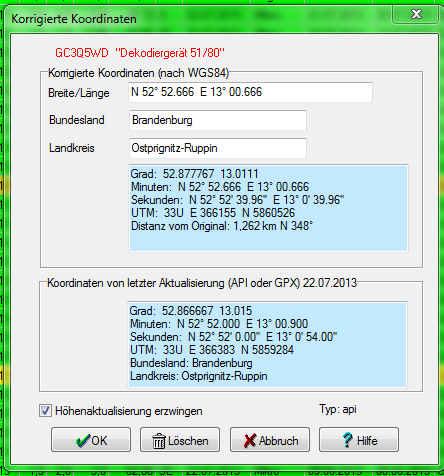 Korrigierte Koordinaten
GC3Q5WD "Dekodiergerät 51/80"
Korrigierte Koordinaten (nach WGS84)
Breite/Länge N 52° 52.666 E 13° 00.666
Bundesland Brandenburg
Landkreis Ostprignitz-Ruppin
Grad: 52.877767 13.0111
Minuten: N 52° 52.666 E 13° 00.666
Sekunden: N 52° 52' 39.96" E 13° 0' 39.96"
UTM: 33U E 366155 N 5860526
Distanz vom Original: 1,262 km N 348°
Koordinaten von letzter Aktualisierung (API oder GPX) 22.07.2013
Grad: 52.866667 13.015
Minuten: N 52° 52.000 E 13° 00.900
Sekunden: N 52° 52' 0.00" E 13° 0' 54.00"
UTM: 33U E 366383 N 5859284
Bundesland: Brandenburg
Landkreis: Ostprignitz-Ruppin
Höhenaktualisierung erzwingen Typ: api
OK Löschen Abbruch ? Hilfe